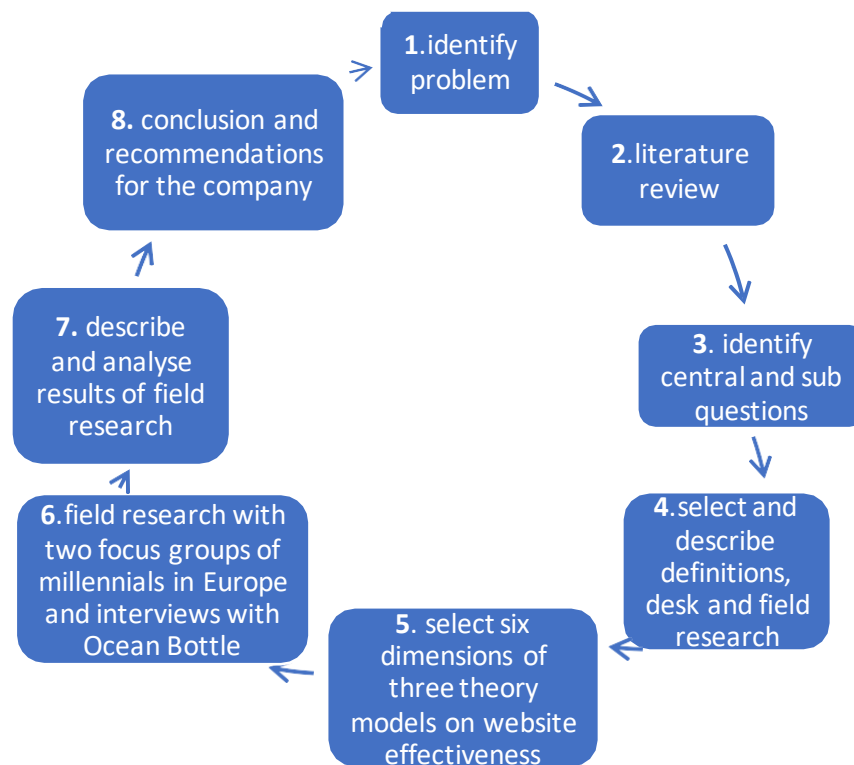 1.identify
problem
2.literature
review
3. identify
central and sub
questions
4.select and
describe
definitions,
desk and field
research
5. select six
dimensions of
three theory
models on website
effectiveness
6.field research with
two focus groups of
millennials in Europe
and interviews with
Ocean Bottle
7. describe
and analyse
results of field
research
8. conclusion and
recommendations
for the company